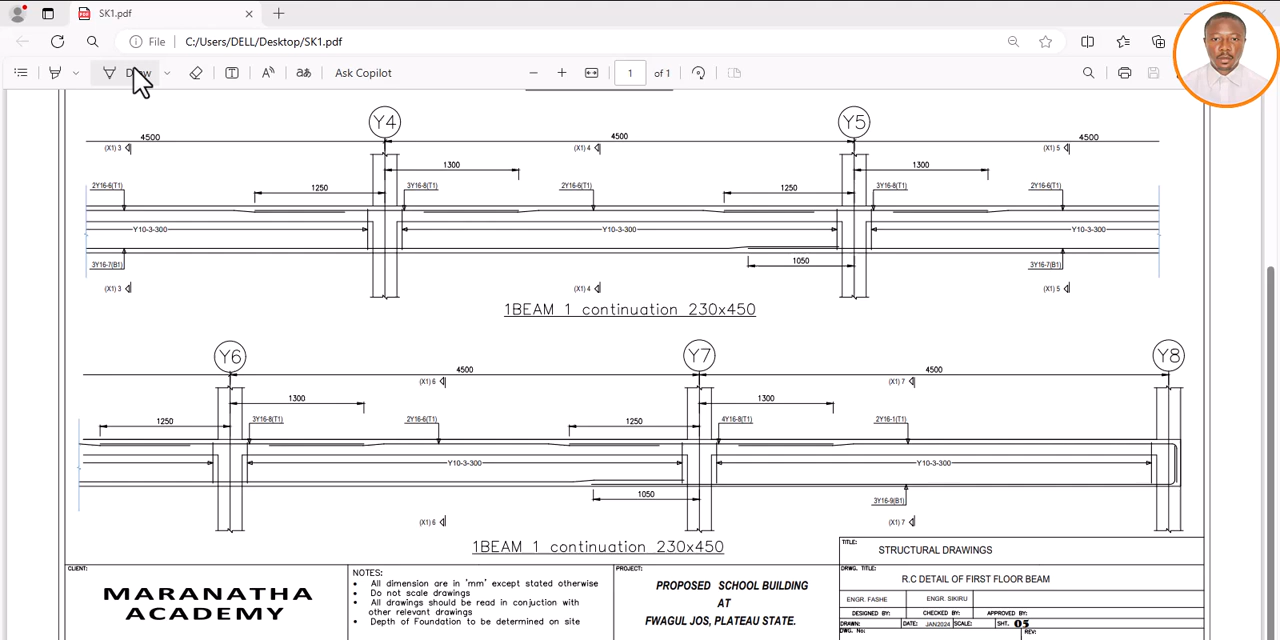 SK1.pdf
File C:/Users/DELL/Desktop/SK1.pdf
Draw aあ Ask Copilot 1 of 1
Y4 Y5
4500 4500 4500
(X1) 3 (X1) 4 (X1) 5
1300 1300
2Y16-6(T1) 1250 3Y16-8(T1) 2Y16-6(T1) 1250 3Y16-8(T1) 2Y16-6(T1)
Y10-3-300 Y10-3-300 Y10-3-300
3Y16-7(B1) 1050 3Y16-7(B1)
(X1) 3 (X1) 4 (X1) 5
1BEAM 1 continuation 230x450
Y6 Y7 Y8
4500 4500
(X1) 6 (X1) 7
1300 1300
1250 3Y16-8(T1) 2Y16-6(T1) 1250 4Y16-8(T1) 2Y16-1(T1)
Y10-3-300 Y10-3-300
1050 3Y16-9(B1)
(X1) 6 (X1) 7
1BEAM 1 continuation 230x450
TITLE: STRUCTURAL DRAWINGS
DRWG. TITLE: R.C DETAIL OF FIRST FLOOR BEAM
ENGR. FASHE ENGR. SIKIRU
DESIGNED BY: CHECKED BY: APPROVED BY:
DRAWN: DATE: JAN2024 SCALE: SHT. 05
DWG. No: REV:
CLIENT:
MARANATHA
ACADEMY
NOTES:
• All dimension are in 'mm' except stated otherwise
• Do not scale drawings
• All drawings should be read in conjuction with
other relevant drawings
• Depth of Foundation to be determined on site
PROJECT:
PROPOSED SCHOOL BUILDING
AT
FWAGUL JOS, PLATEAU STATE.